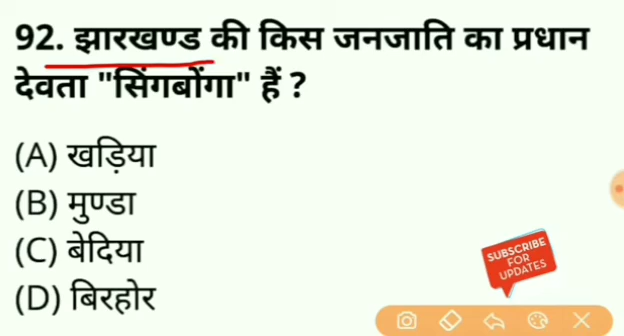 92. झारखण्ड की किस जनजाति का प्रधान
देवता "सिंगबोंगा" हैं ?
(A) खड़िया
(B) मुण्डा
(C) बेदिया
(D) बिरहोर
SUBSCRIBE
FOR
UPDATES